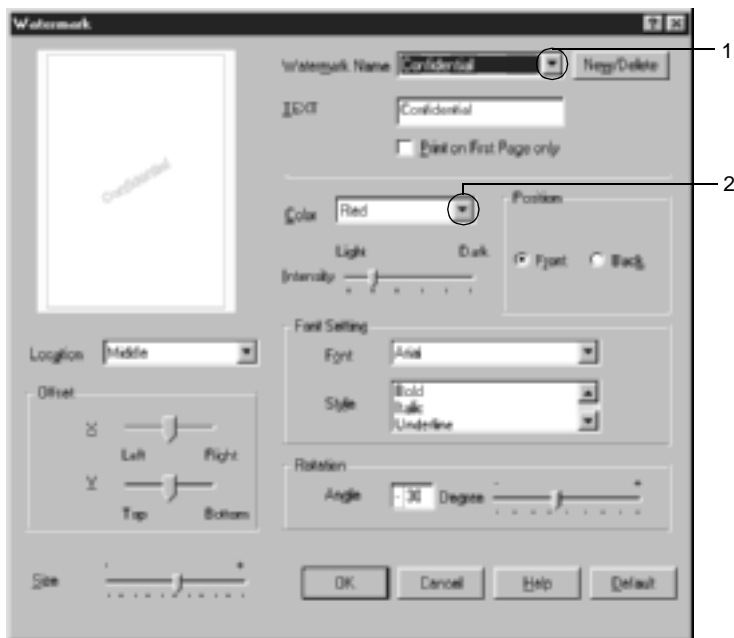 Watermark
1
Watermark Name Confidential New/Delete
TEXT Confidential
Print on First Page only
Confidential
2
Color Red
Position
Light Dark
Intensity
Front Back
Location Middle
Font Setting
Font Arial
Style Bold
Italic
Underline
Offset
X
Left Right
Y
Top Bottom
Rotation
- +
Angle - 30 Degree
Size - +
OK Cancel Help Default